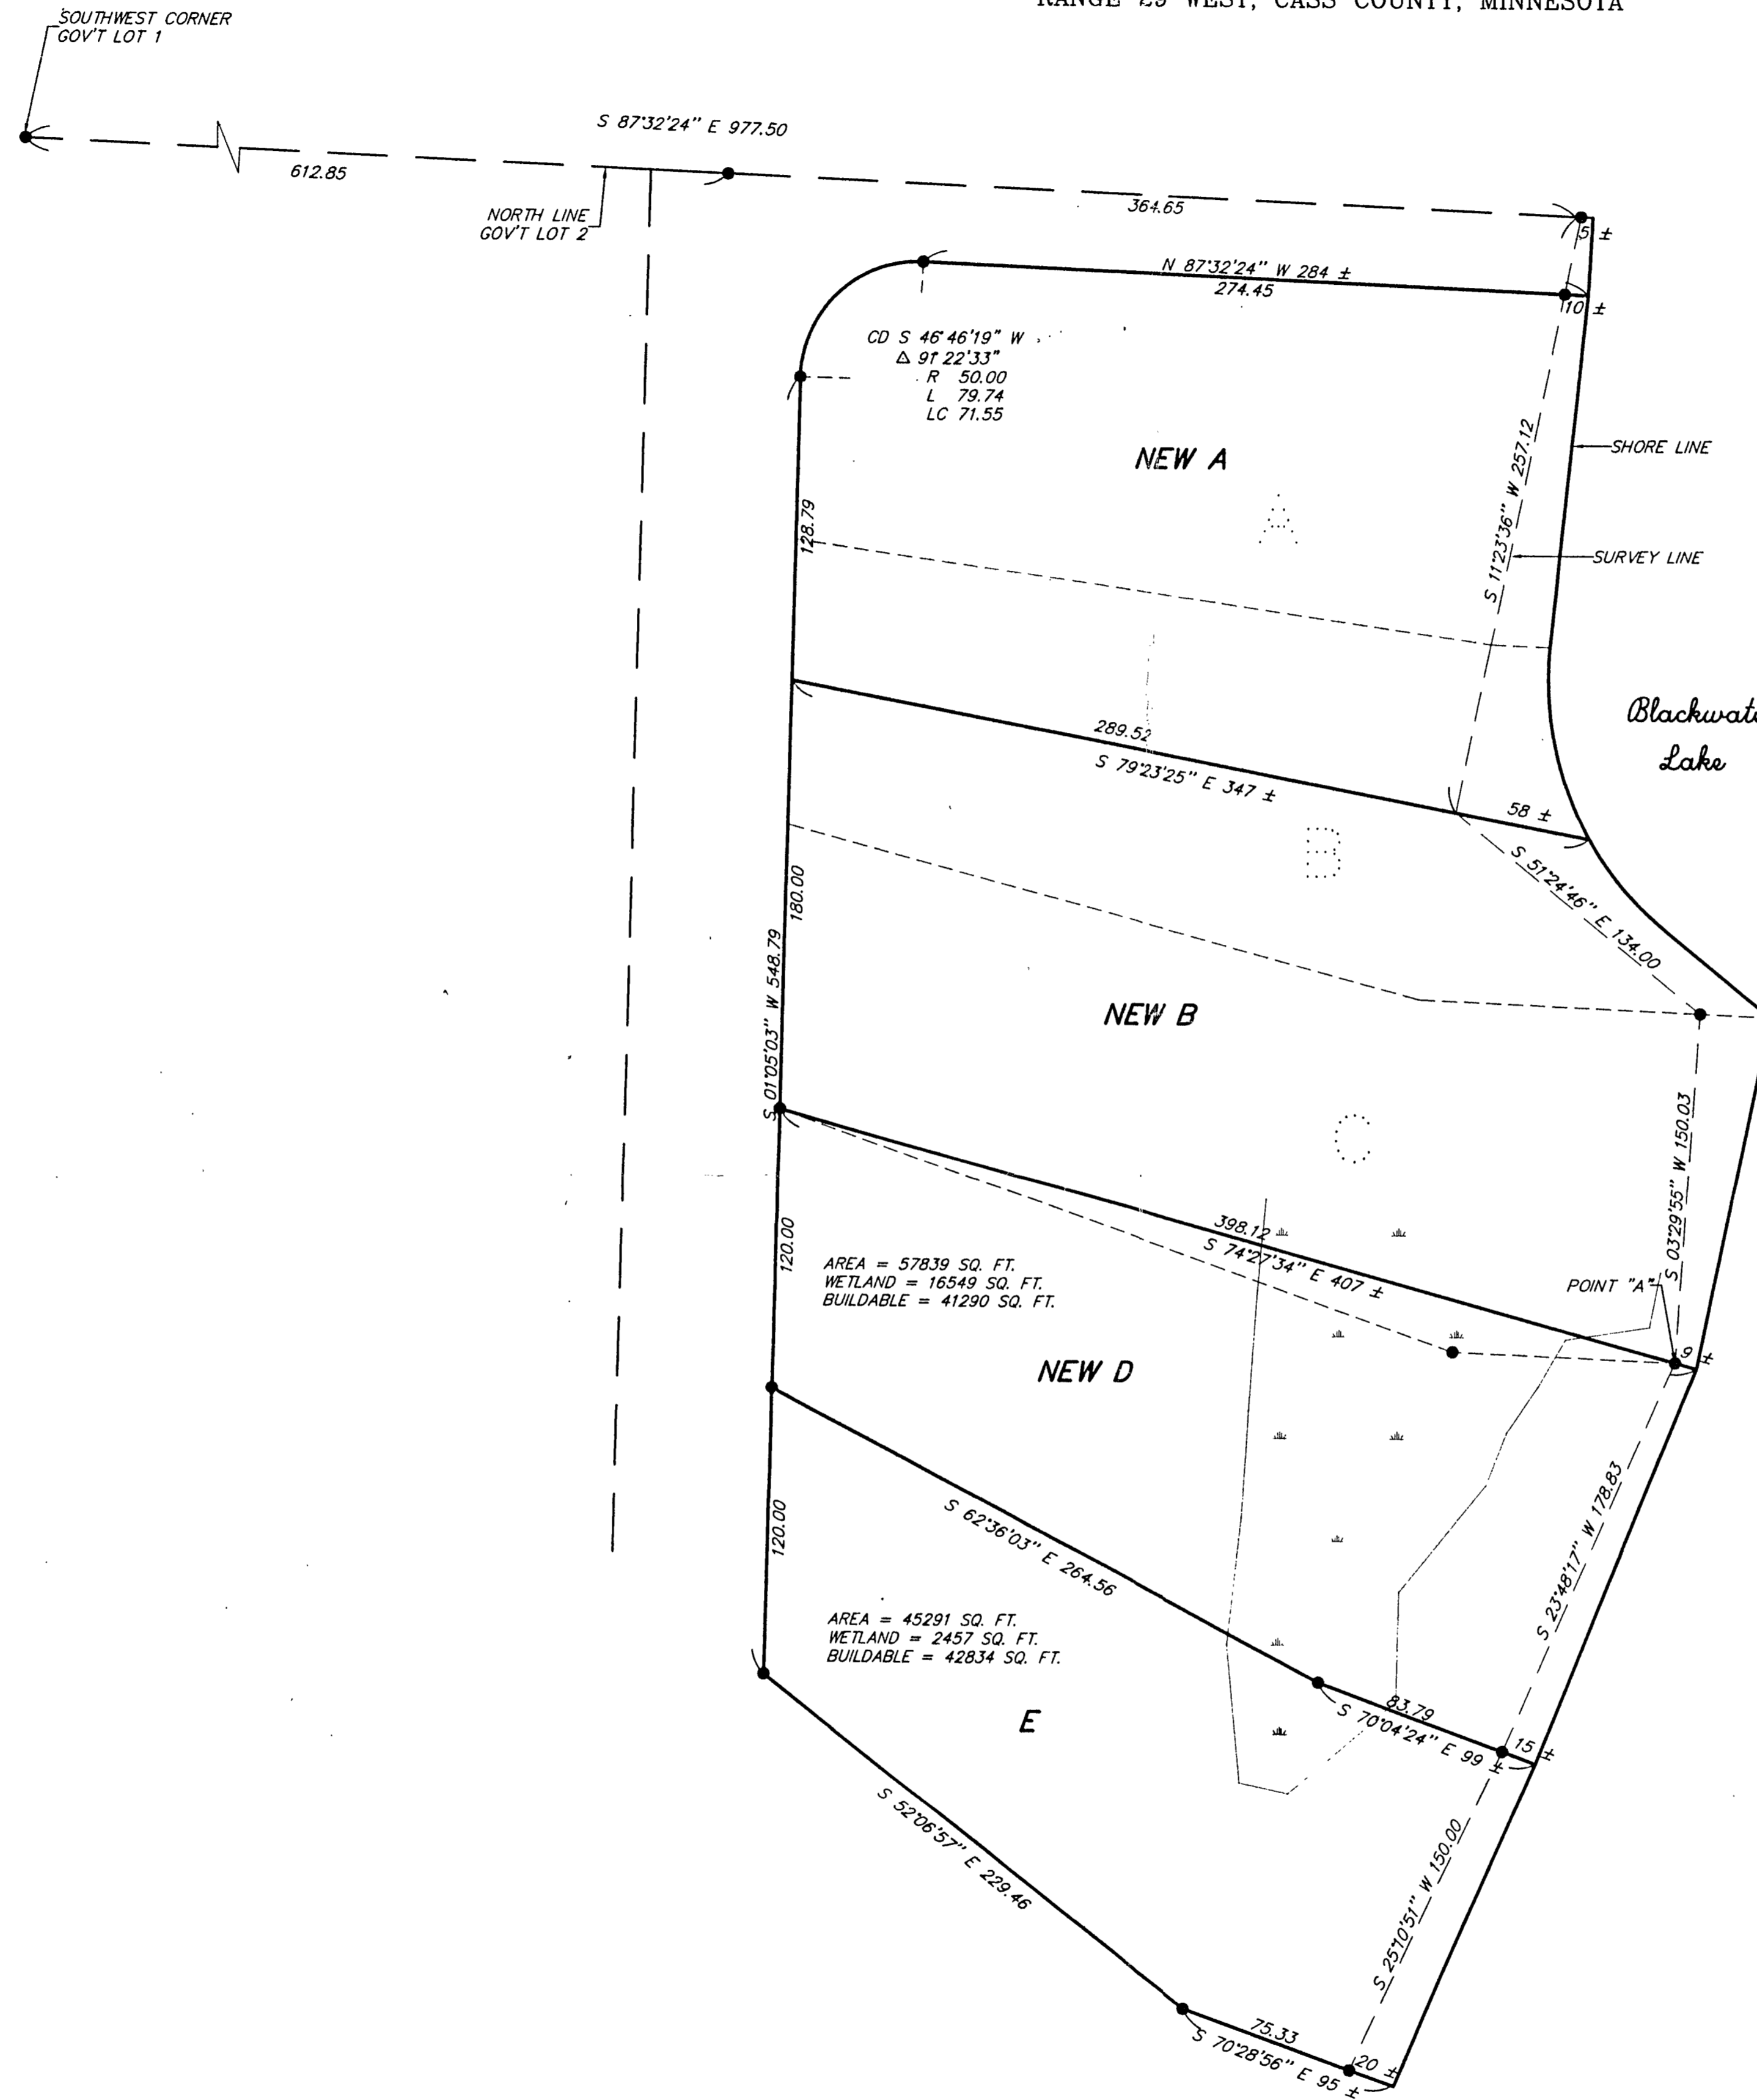 RANGE 29 WEST, CASS COUNTY, MINNESOTA
SOUTHWEST CORNER
GOV'T LOT 1
S 87°32'24" E 977.50
612.85
NORTH LINE
GOV'T LOT 2
364.65
5 ±
N 87°32'24" W 284 ±
274.45
10 ±
CD S 46°46'19" W
Δ 91°22'33"
R 50.00
L 79.74
LC 71.55
NEW A
A
SHORE LINE
S 11°23'36" W 257.12
SURVEY LINE
128.79
289.52
S 79°23'25" E 347 ±
58 ±
Lake
B
S 51°24'46" E 134.00
180.00
S 01°05'03" W 548.79
NEW B
C
S 03°29'55" W 150.03
398.12
S 74°27'34" E 407 ±
POINT "A"
9 ±
120.00
AREA = 57839 SQ. FT.
WETLAND = 16549 SQ. FT.
BUILDABLE = 41290 SQ. FT.
NEW D
S 23°48'17" W 178.83
120.00
S 62°36'03" E 264.56
AREA = 45291 SQ. FT.
WETLAND = 2457 SQ. FT.
BUILDABLE = 42834 SQ. FT.
E
83.79
S 70°04'24" E 99 ±
15 ±
S 52°06'57" E 229.46
S 25°10'51" W 150.00
75.33
S 70°28'56" E 95 ±
20 ±